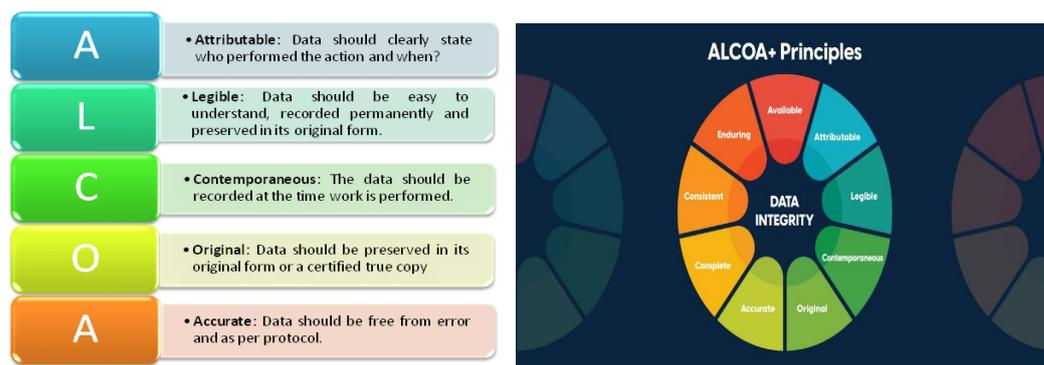 A
• Attributable: Data should clearly state
who performed the action and when?
L
• Legible: Data should be easy to
understand, recorded permanently and
preserved in its original form.
C
• Contemporaneous: The data should be
recorded at the time work is performed.
O
• Original: Data should be preserved in its
original form or a certified true copy
A
• Accurate: Data should be free from error
and as per protocol.
ALCOA+ Principles
Available
Attributable
Legible
Contemporaneous
Original
Accurate
Complete
Consistent
Enduring
DATA
INTEGRITY